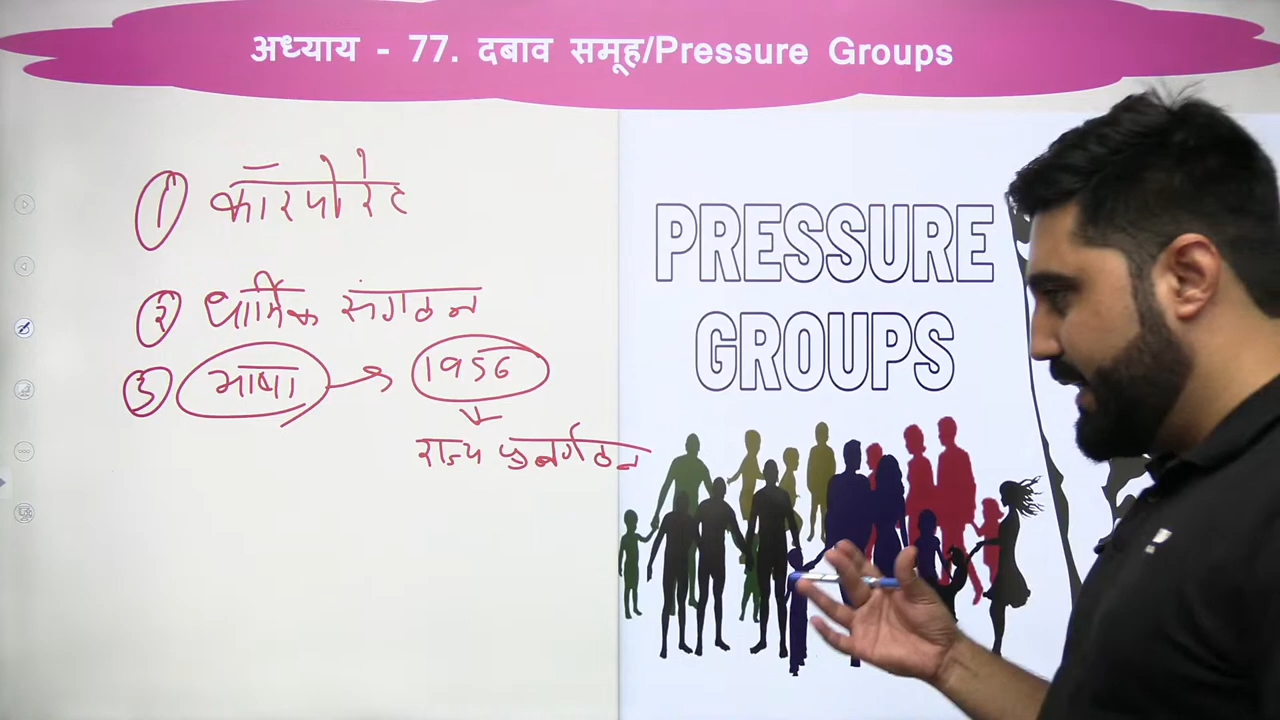 अध्याय - 77. दबाव समूह/Pressure Groups
① कॉरपोरेट
② धार्मिक संगठन
③ भाषा → 1956
राज्य पुनर्गठन
PRESSURE
GROUPS